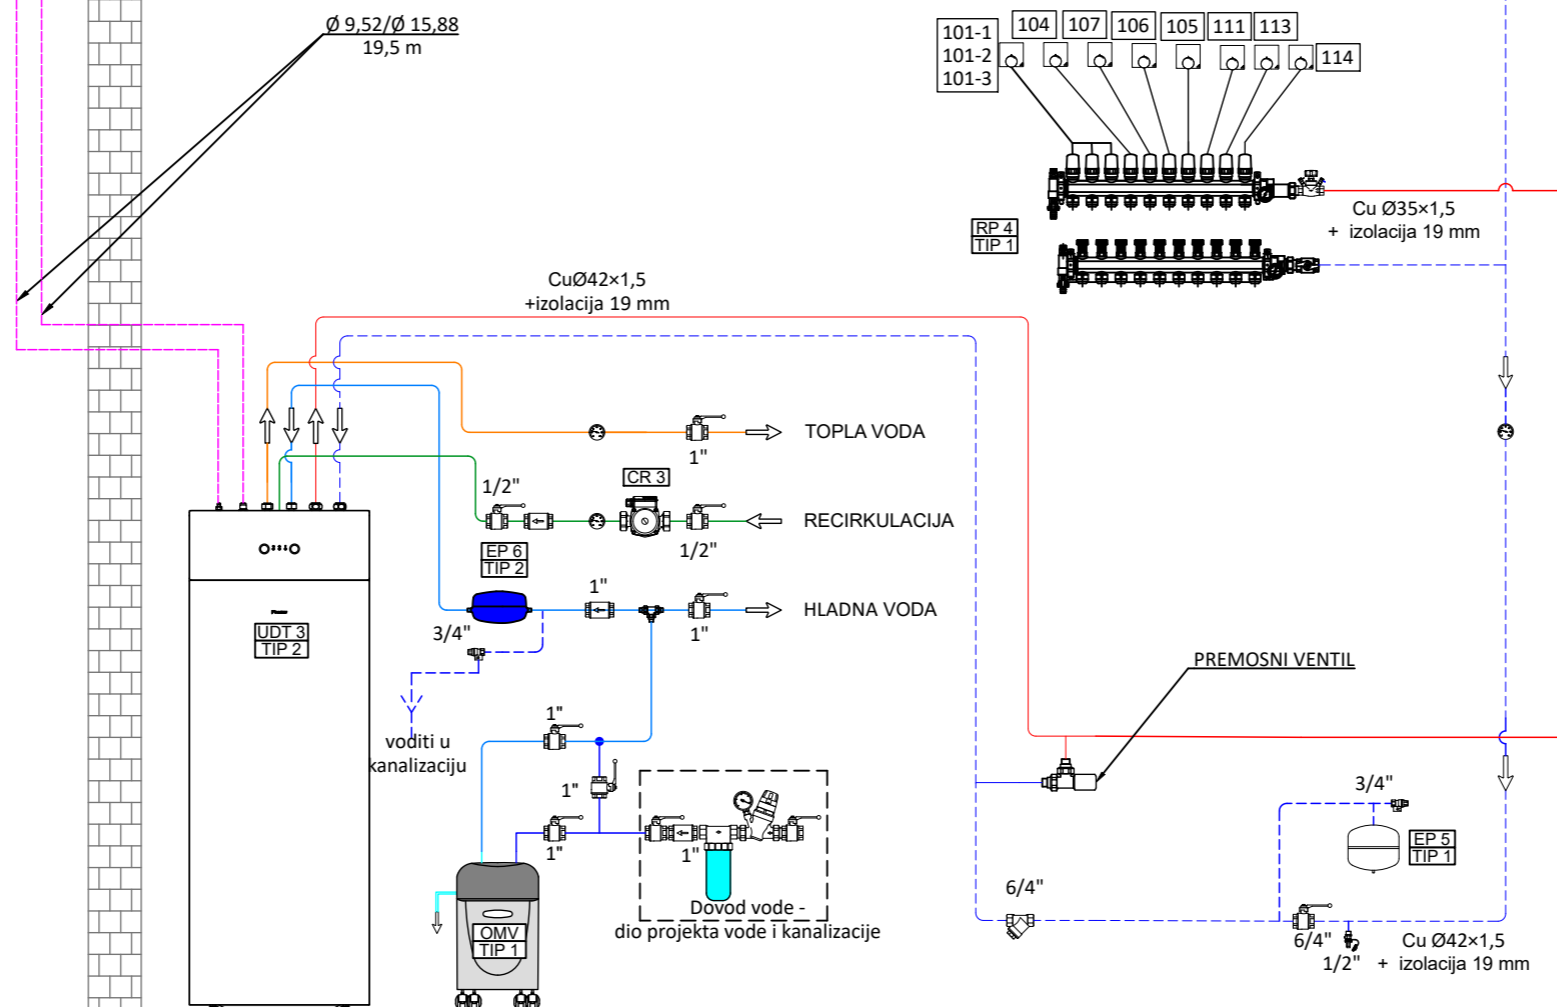 Ø 9,52/Ø 15,88
19,5 m
101-1
101-2
101-3
104
107
106
105
111
113
114
RP 4
TIP 1
Cu Ø35×1,5
+ izolacija 19 mm
CuØ42×1,5
+izolacija 19 mm
TOPLA VODA
1"
CR 3
1/2"
RECIRKULACIJA
1/2"
EP 6
TIP 2
1"
HLADNA VODA
1"
3/4"
UDT 3
TIP 2
voditi u
kanalizaciju
1"
1"
1"
1"
Dovod vode -
dio projekta vode i kanalizacije
OMV
TIP 1
PREMOSNI VENTIL
3/4"
EP 5
TIP 1
6/4"
6/4"
1/2"
Cu Ø42×1,5
+ izolacija 19 mm